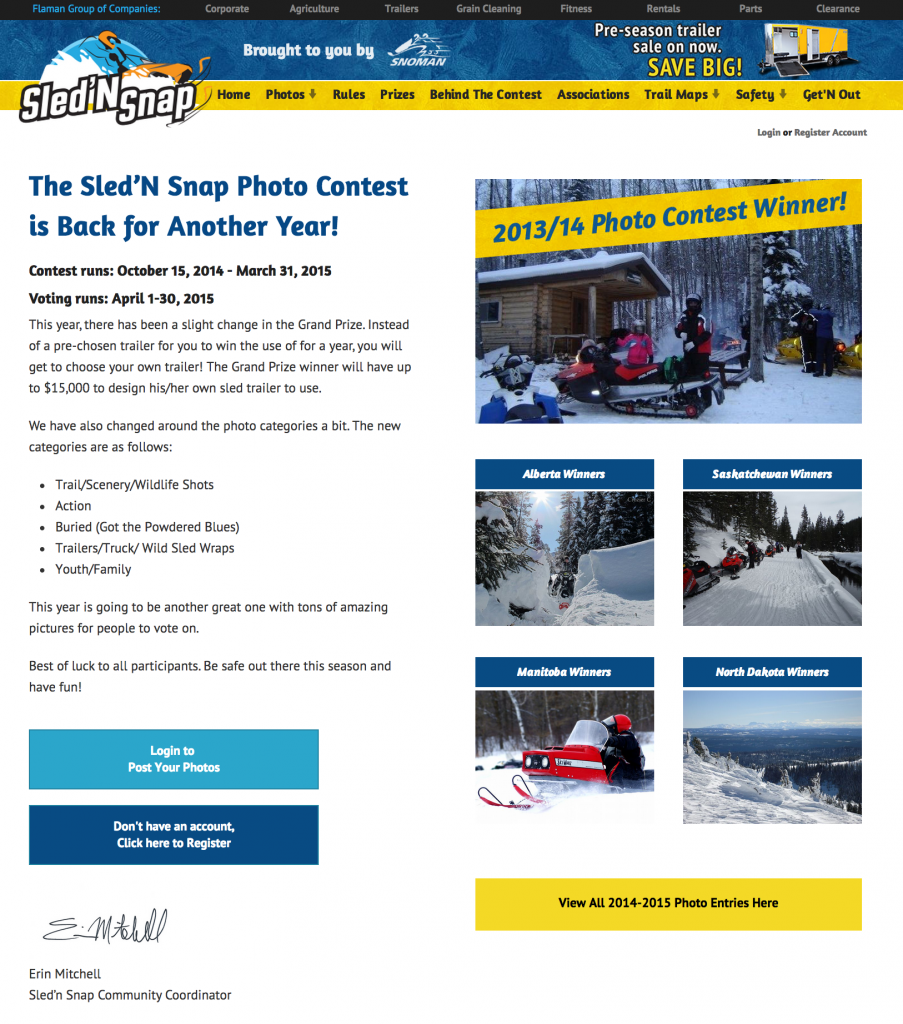 Flaman Group of Companies: Corporate Agriculture Trailers Grain Cleaning Fitness Rentals Parts Clearance
Sled'N Snap
Brought to you by
SNOMAN
Pre-season trailer
sale on now.
SAVE BIG!
Home Photos Rules Prizes Behind The Contest Associations Trail Maps Safety Get'N Out
Login or Register Account
The Sled'N Snap Photo Contest
is Back for Another Year!
Contest runs: October 15, 2014 - March 31, 2015
Voting runs: April 1-30, 2015
This year, there has been a slight change in the Grand Prize. Instead
of a pre-chosen trailer for you to win the use of for a year, you will
get to choose your own trailer! The Grand Prize winner will have up
to $15,000 to design his/her own sled trailer to use.
We have also changed around the photo categories a bit. The new
categories are as follows:
• Trail/Scenery/Wildlife Shots
• Action
• Buried (Got the Powdered Blues)
• Trailers/Truck/ Wild Sled Wraps
• Youth/Family
This year is going to be another great one with tons of amazing
pictures for people to vote on.
Best of luck to all participants. Be safe out there this season and
have fun!
Login to
Post Your Photos
Don't have an account,
Click here to Register
Erin Mitchell
Erin Mitchell
Sled'n Snap Community Coordinator
2013/14 Photo Contest Winner!
Alberta Winners
Saskatchewan Winners
Manitoba Winners
North Dakota Winners
View All 2014-2015 Photo Entries Here